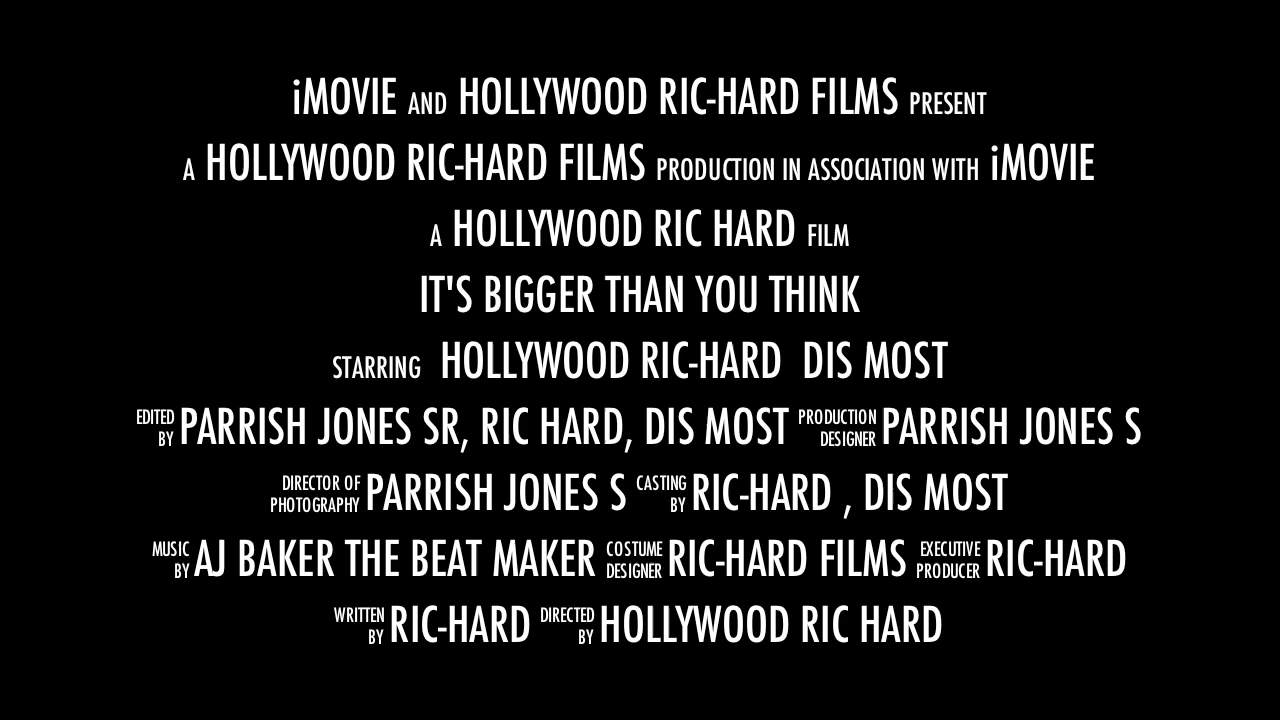 iMOVIE AND HOLLYWOOD RIC-HARD FILMS PRESENT
A HOLLYWOOD RIC-HARD FILMS PRODUCTION IN ASSOCIATION WITH iMOVIE
A HOLLYWOOD RIC HARD FILM
IT'S BIGGER THAN YOU THINK
STARRING HOLLYWOOD RIC-HARD DIS MOST
EDITED BY PARRISH JONES SR, RIC HARD, DIS MOST PRODUCTION DESIGNER PARRISH JONES S
DIRECTOR OF PHOTOGRAPHY PARRISH JONES S CASTING BY RIC-HARD , DIS MOST
MUSIC BY AJ BAKER THE BEAT MAKER COSTUME DESIGNER RIC-HARD FILMS EXECUTIVE PRODUCER RIC-HARD
WRITTEN BY RIC-HARD DIRECTED BY HOLLYWOOD RIC HARD